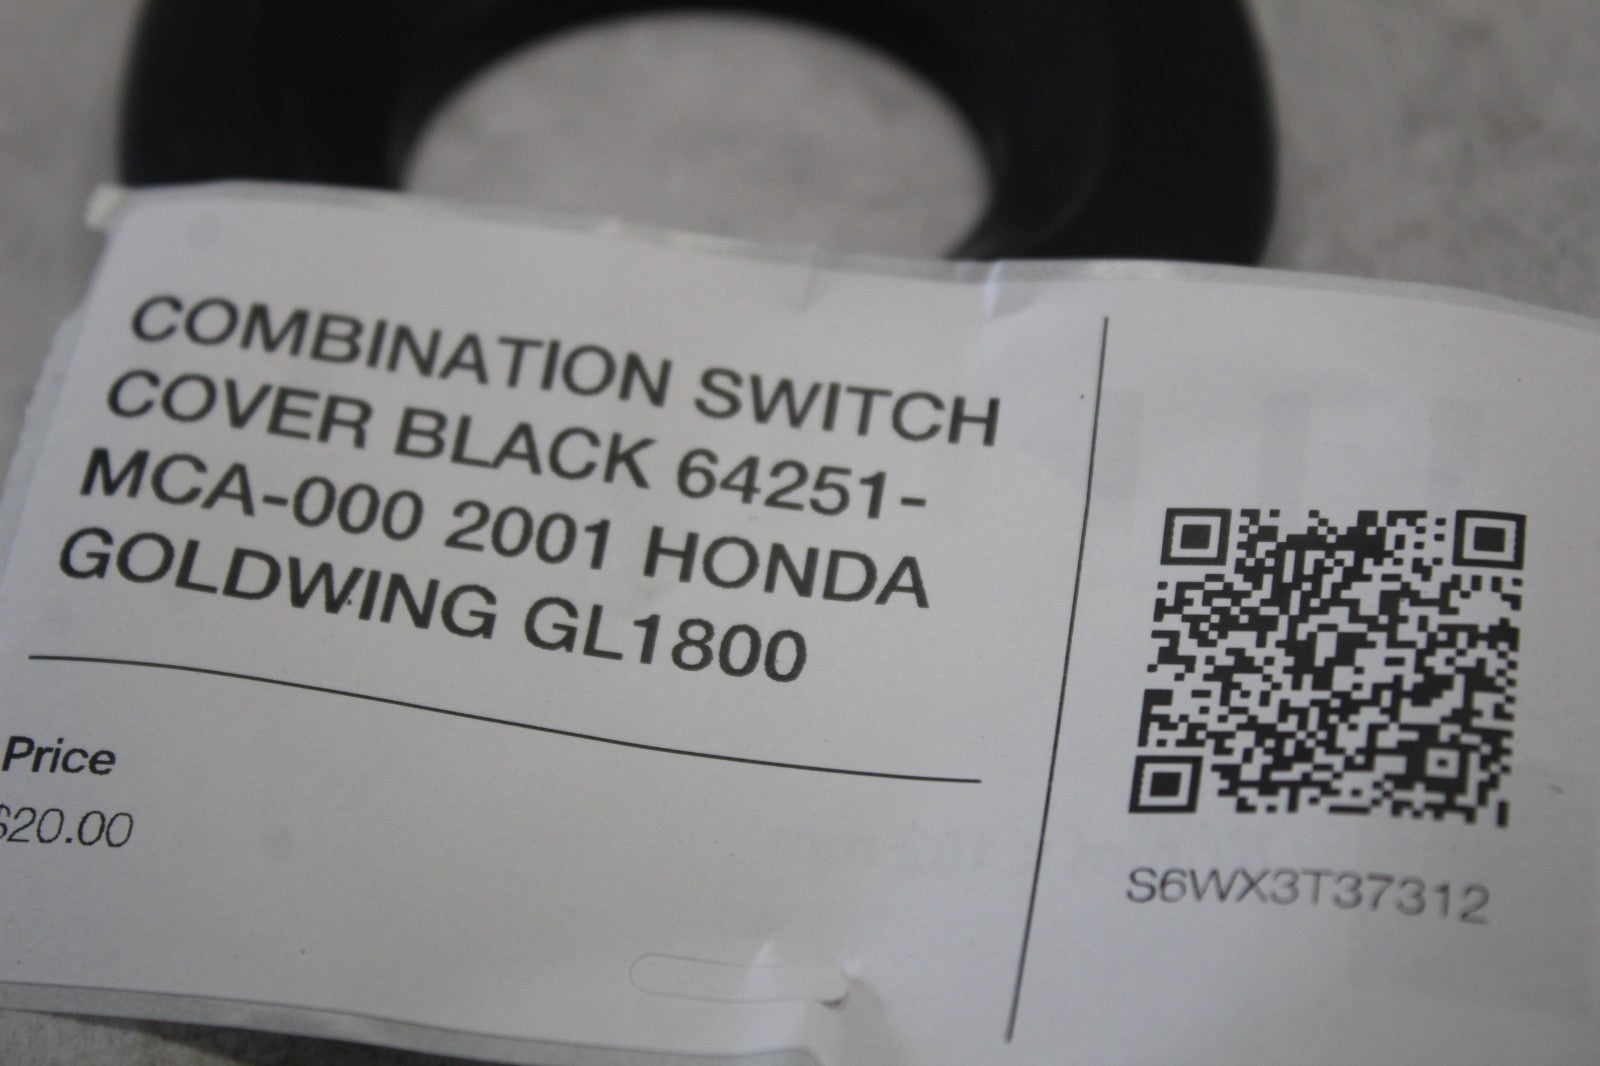 COMBINATION SWITCH
COVER BLACK 64251-
MCA-000 2001 HONDA
GOLDWING GL1800
Price
$20.00
S6WX3T37312